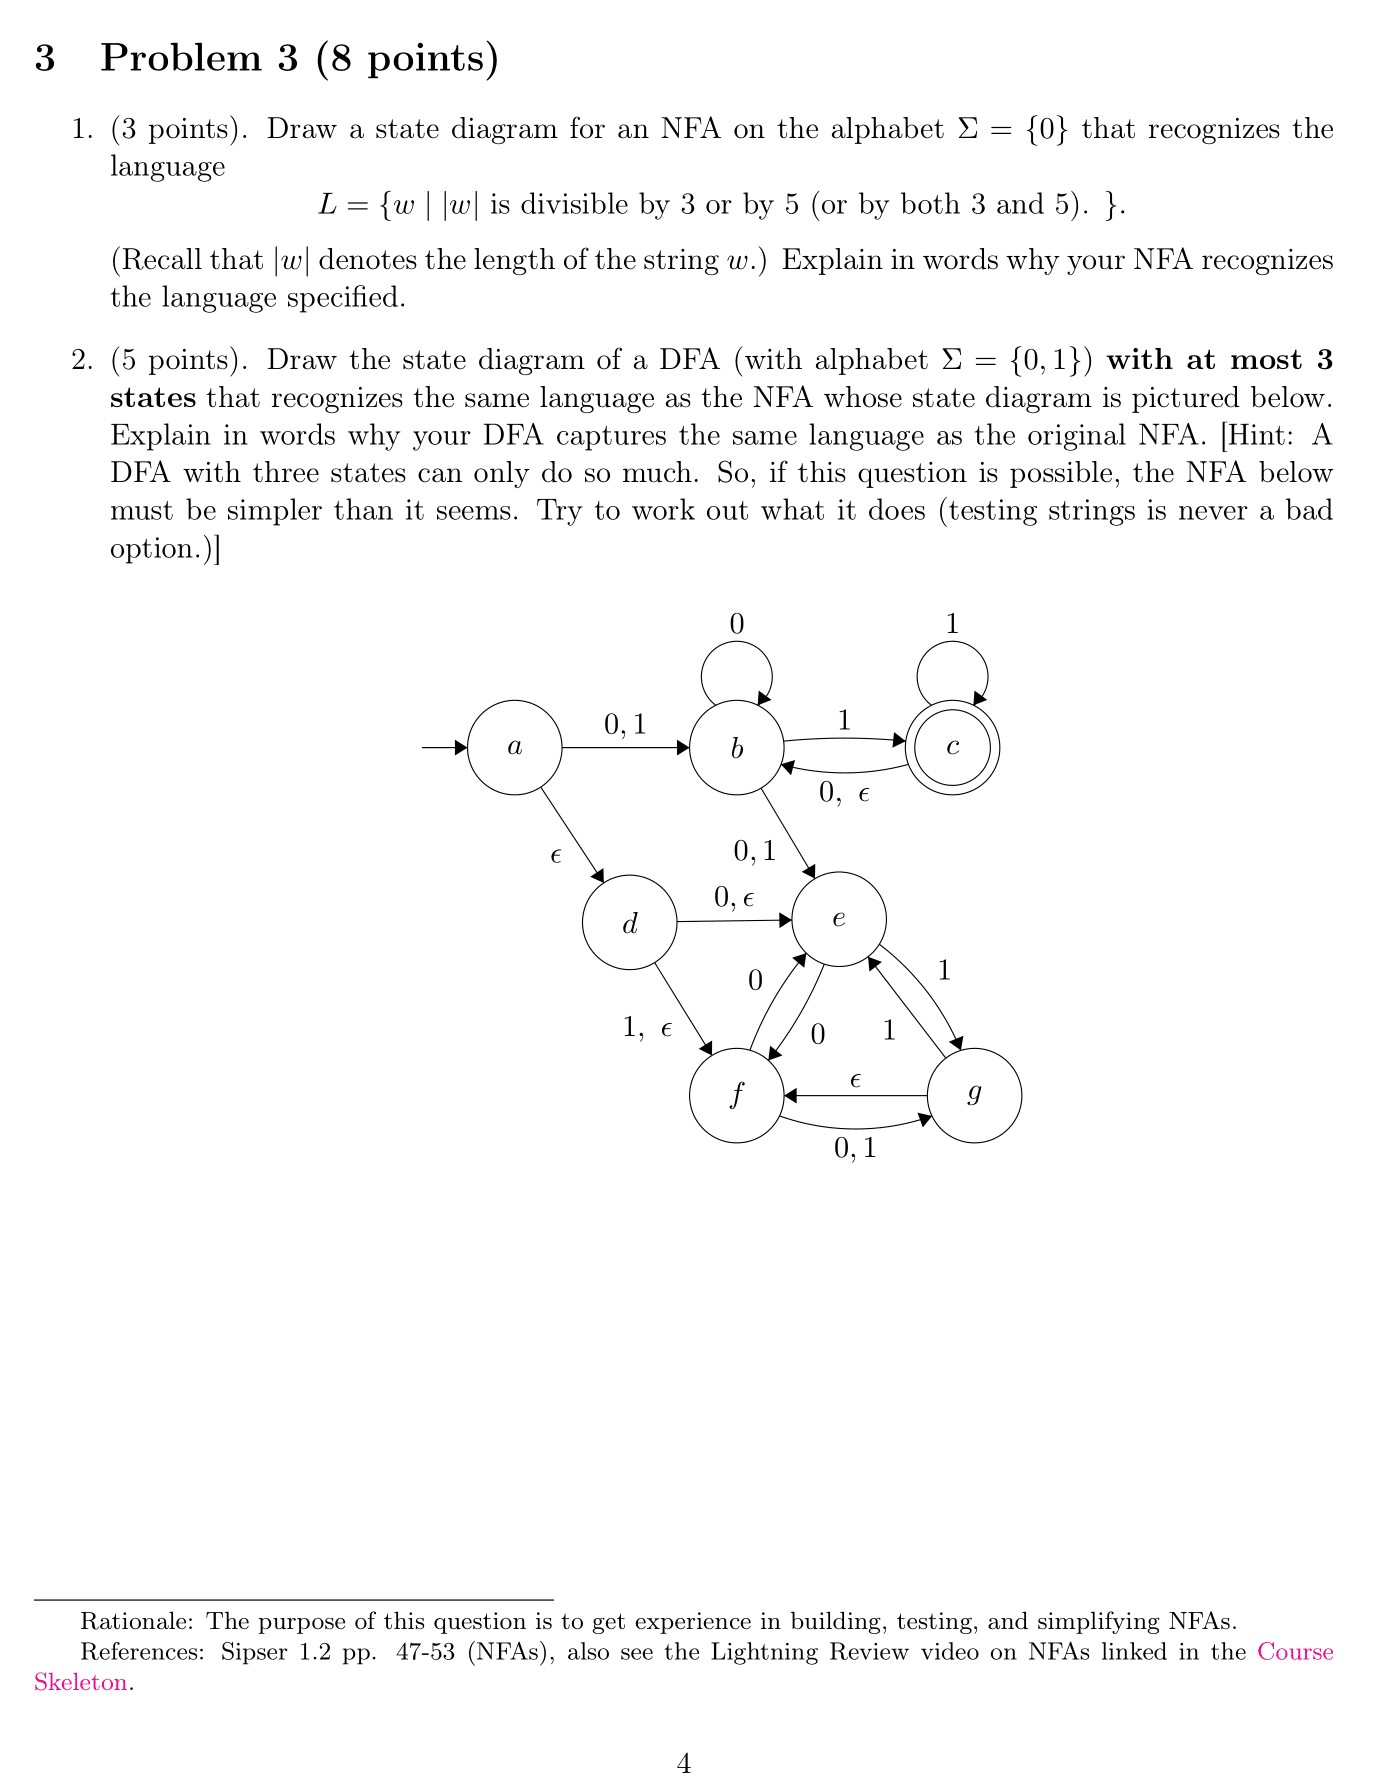 3 Problem 3 (8 points)
1. (3 points). Draw a state diagram for an NFA on the alphabet Σ = {0} that recognizes the
language
L = {w | |w| is divisible by 3 or by 5 (or by both 3 and 5). }.
(Recall that |w| denotes the length of the string w.) Explain in words why your NFA recognizes
the language specified.
2. (5 points). Draw the state diagram of a DFA (with alphabet Σ = {0, 1}) with at most 3
states that recognizes the same language as the NFA whose state diagram is pictured below.
Explain in words why your DFA captures the same language as the original NFA. [Hint: A
DFA with three states can only do so much. So, if this question is possible, the NFA below
must be simpler than it seems. Try to work out what it does (testing strings is never a bad
option.)]
0 1
0, 1 1
a b c
0, ϵ
0, 1
ϵ
0, ϵ
d e
0 1
1, ϵ 0 1
ϵ
f g
0, 1
Rationale: The purpose of this question is to get experience in building, testing, and simplifying NFAs.
References: Sipser 1.2 pp. 47-53 (NFAs), also see the Lightning Review video on NFAs linked in the Course
Skeleton.
4